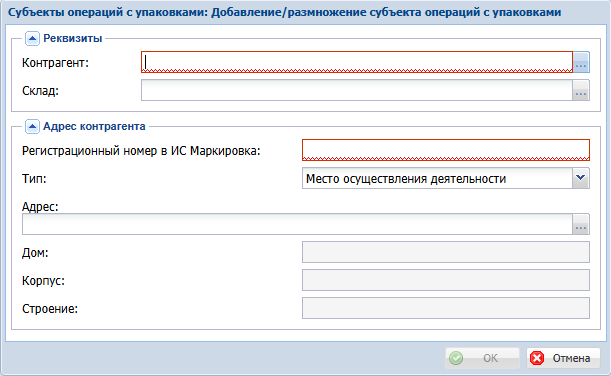 Субъекты операций с упаковками: Добавление/размножение субъекта операций с упаковками
Реквизиты
Контрагент:
...
Склад:
...
Адрес контрагента
Регистрационный номер в ИС Маркировка:
Тип: Место осуществления деятельности
Адрес:
...
Дом:
Корпус:
Строение:
OK Отмена